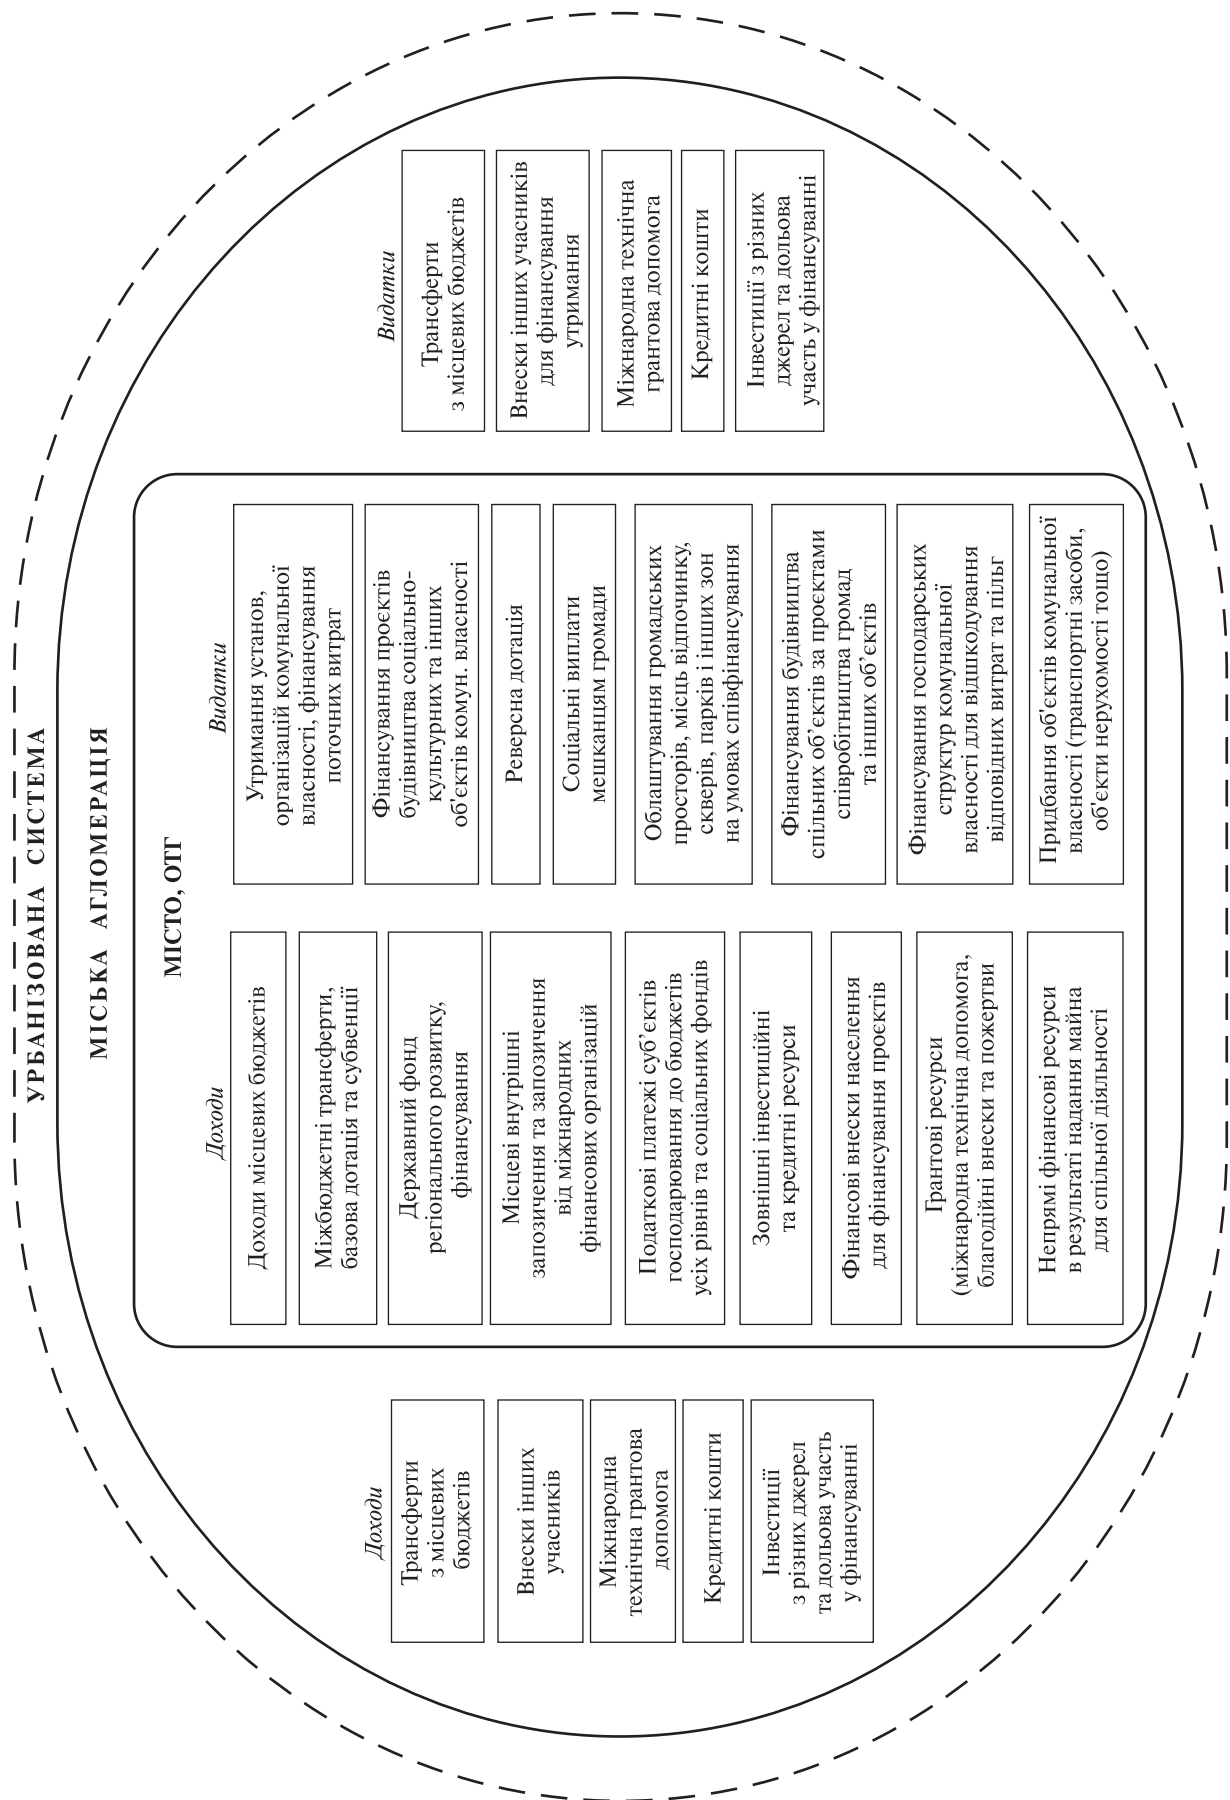 УРБАНІЗОВАНА СИСТЕМА
МІСЬКА АГЛОМЕРАЦІЯ
МІСТО, ОТГ
Доходи
Трансферти
з місцевих
бюджетів
Внески інших
учасників
Міжнародна
технічна грантова
допомога
Кредитні кошти
Інвестиції
з різних джерел
та дольова участь
у фінансуванні
Доходи
Доходи місцевих бюджетів
Міжбюджетні трансферти,
базова дотація та субвенції
Державний фонд
регіонального розвитку,
фінансування
Місцеві внутрішні
запозичення та запозичення
від міжнародних
фінансових організацій
Податкові платежі суб’єктів
господарювання до бюджетів
усіх рівнів та соціальних фондів
Зовнішні інвестиційні
та кредитні ресурси
Фінансові внески населення
для фінансування проєктів
Грантові ресурси
(міжнародна технічна допомога,
благодійні внески та пожертви
Непрямі фінансові ресурси
в результаті надання майна
для спільної діяльності
Видатки
Утримання установ,
організацій комунальної
власності, фінансування
поточних витрат
Фінансування проєктів
будівництва соціально-
культурних та інших
об'єктів комун. власності
Реверсна дотація
Соціальні виплати
мешканцям громади
Облаштування громадських
просторів, місць відпочинку,
скверів, парків і інших зон
на умовах співфінансування
Фінансування будівництва
спільних об’єктів за проєктами
співробітництва громад
та інших об’єктів
Фінансування господарських
структур комунальної
власності для відшкодування
відповідних витрат та пільг
Придбання об'єктів комунальної
власності (транспортні засоби,
об'єкти нерухомості тощо)
Видатки
Трансферти
з місцевих бюджетів
Внески інших учасників
для фінансування
утримання
Міжнародна технічна
грантова допомога
Кредитні кошти
Інвестиції з різних
джерел та дольова
участь у фінансуванні